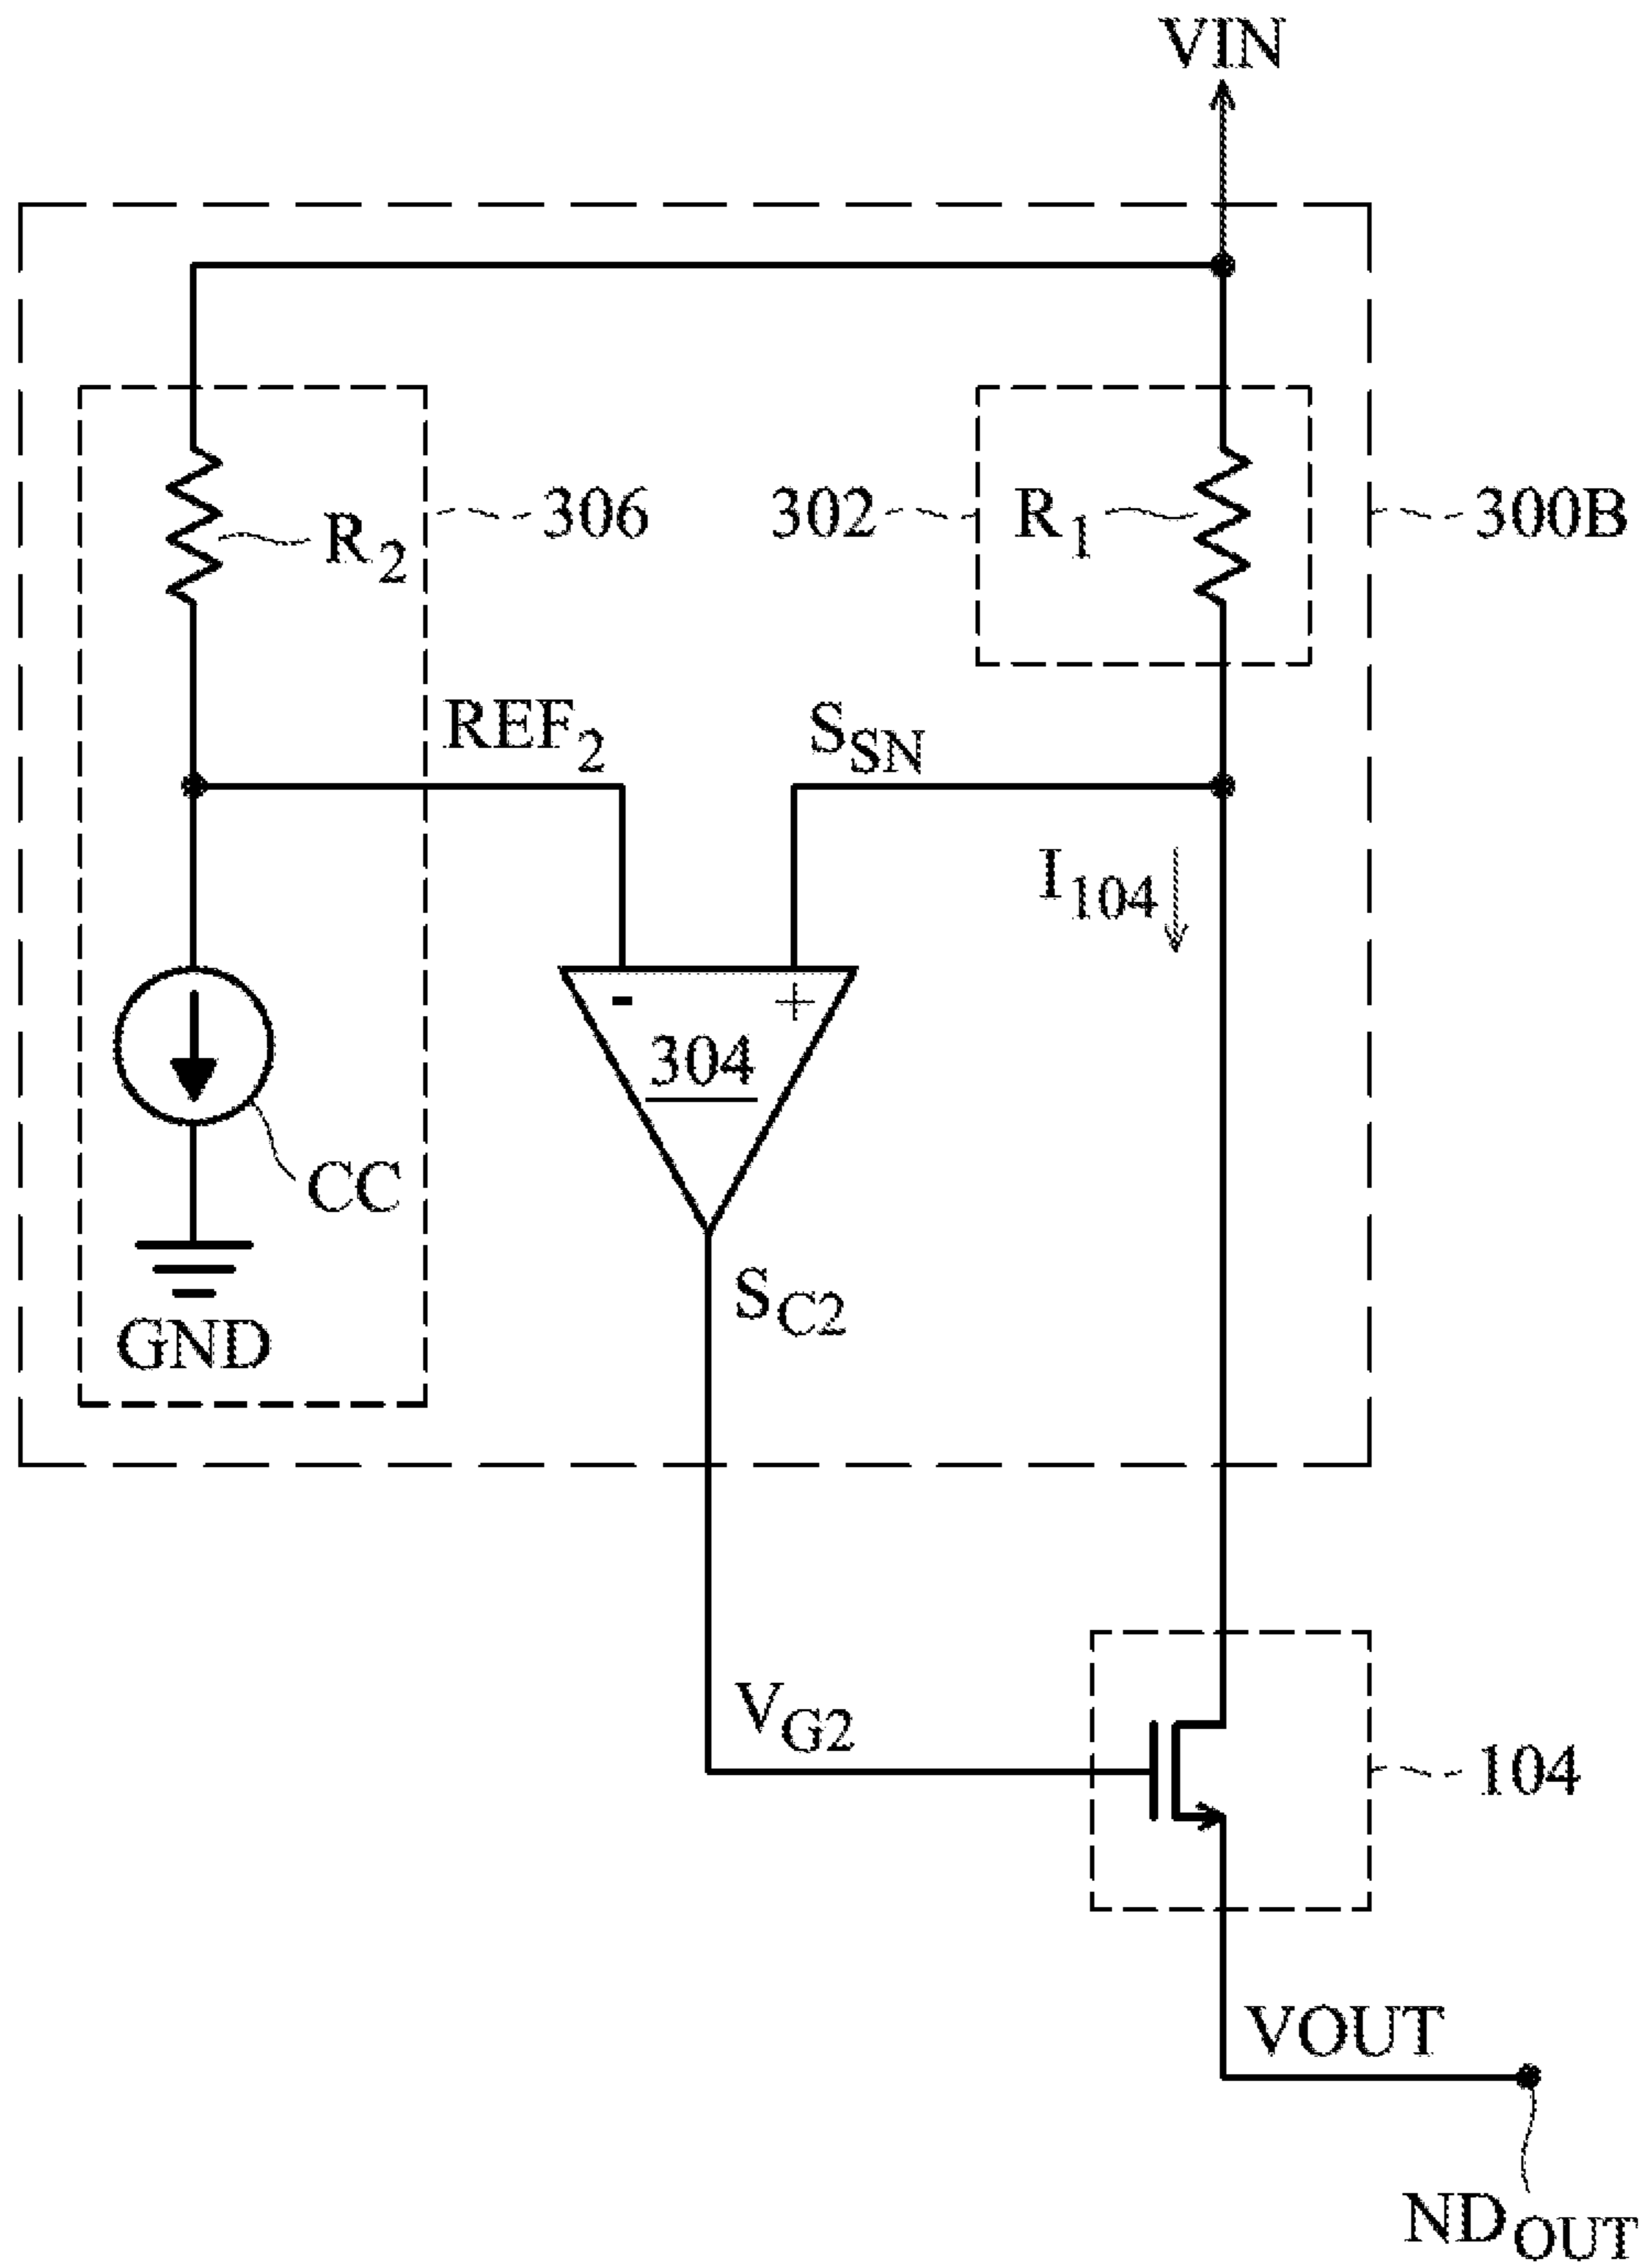 VIN
306
302
R1
300B
R2
REF2
SSN
I104
-
+
304
CC
SC2
GND
VG2
104
VOUT
NDOUT